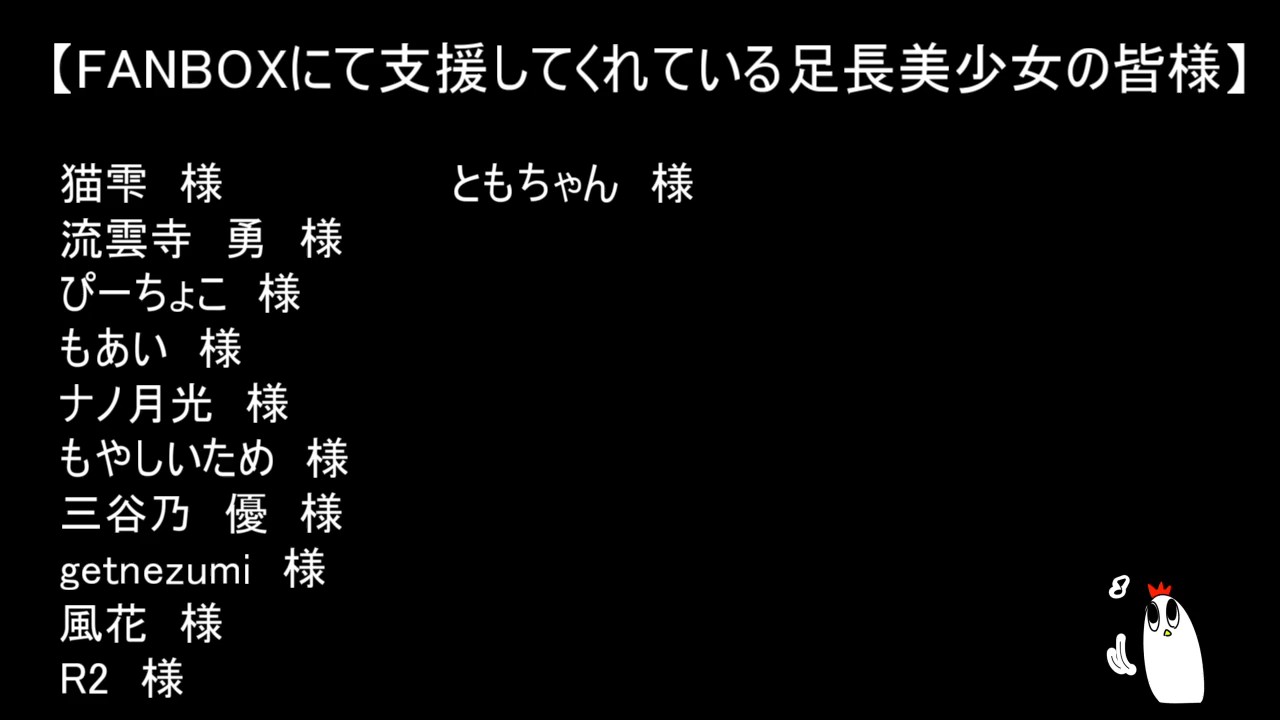 【FANBOXにて支援してくれている足長美少女の皆様】
猫雫　様
流雲寺　勇　様
ぴーちょこ　様
もあい　様
ナノ月光　様
もやしいため　様
三谷乃　優　様
getnezumi　様
風花　様
R2　様
ともちゃん　様